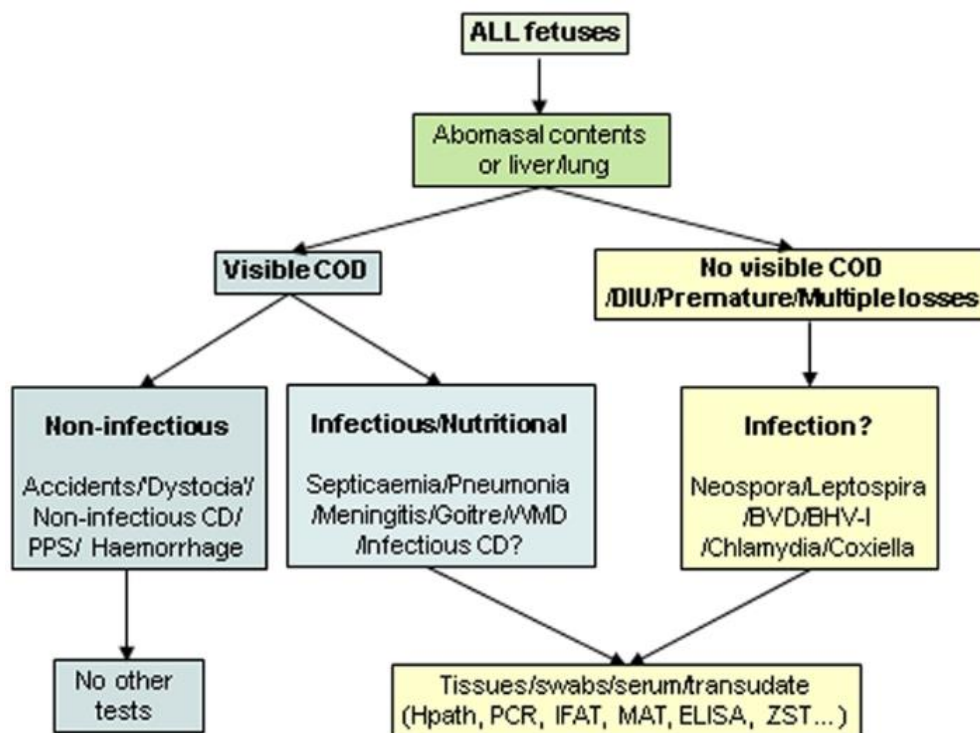 ALL fetuses
Abomasal contents
or liver/lung
Visible COD
No visible COD
/DIU/Premature/Multiple losses
Non-infectious
Accidents/'Dystocia'/
Non-infectious CD/
PPS/ Haemorrhage
Infectious/Nutritional
Septicaemia/Pneumonia
/Meningitis/Goitre/WMD
/Infectious CD?
Infection?
Neospora/Leptospira
/BVD/BHV-I
/Chlamydia/Coxiella
No other
tests
Tissues/swabs/serum/transudate
(Hpath, PCR, IFAT, MAT, ELISA, ZST...)